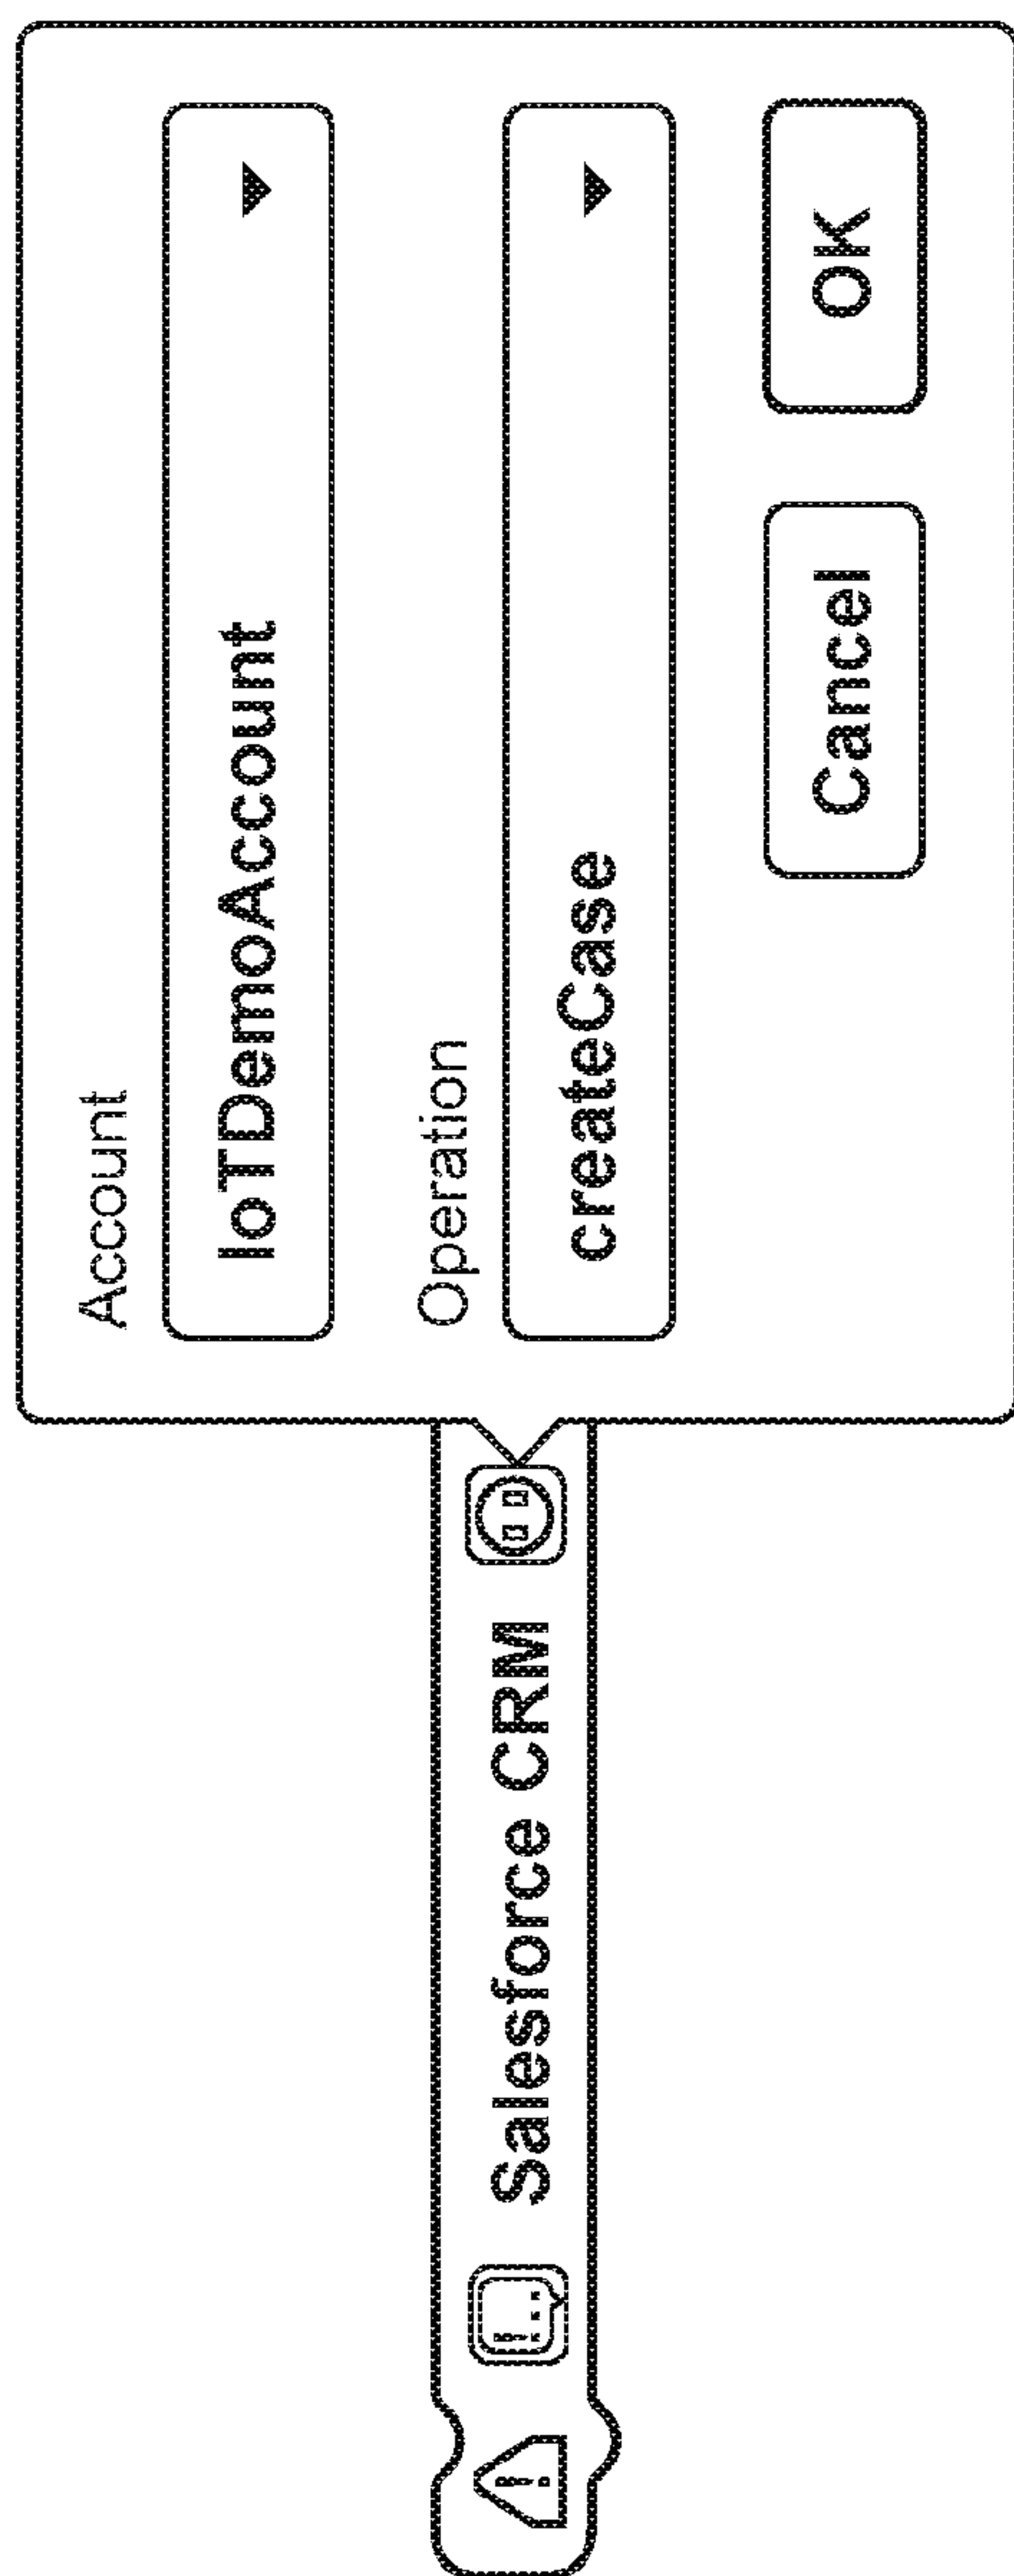 Salesforce CRM
Account
IoTDemoAccount
Operation
createCase
Cancel
OK